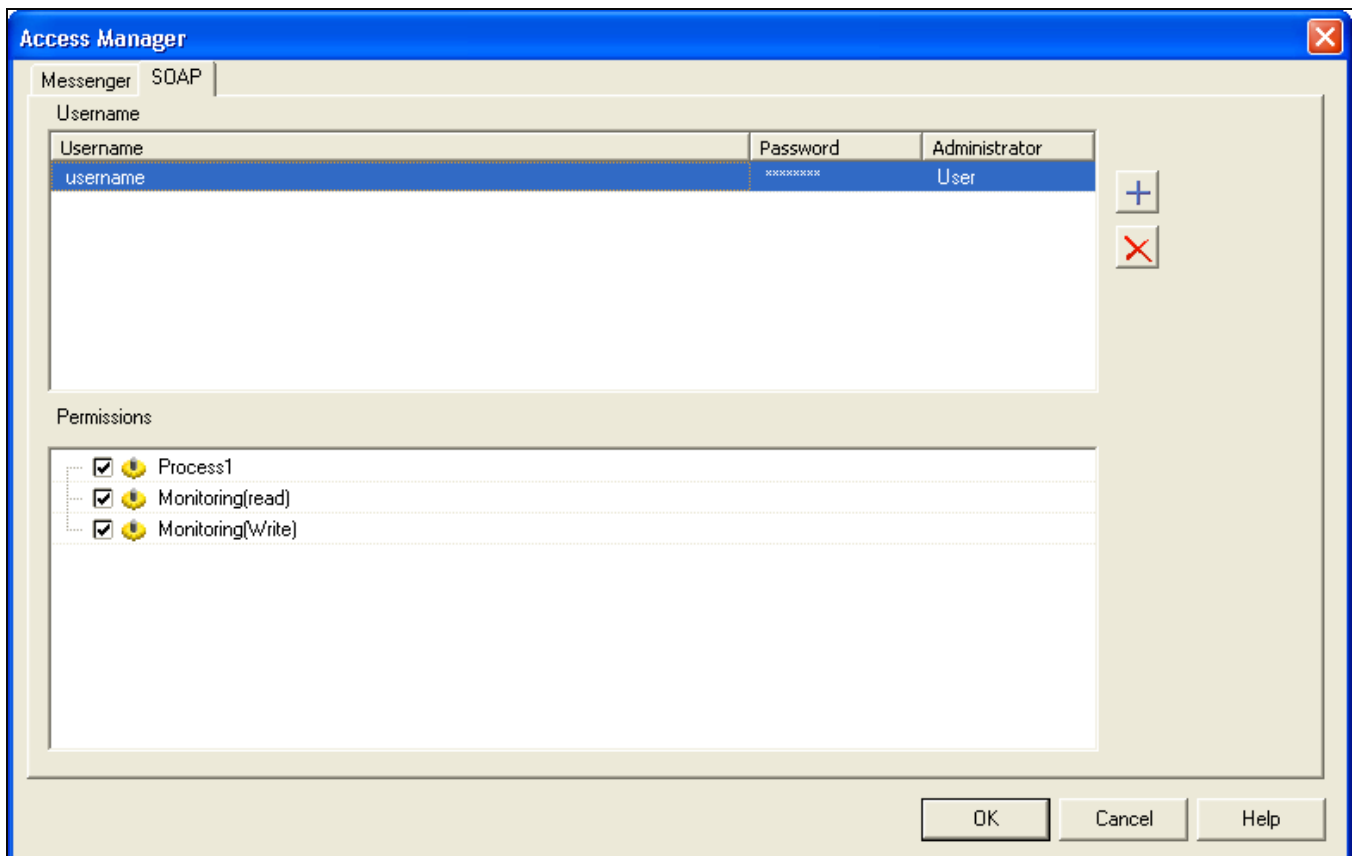 Access Manager
Messenger SOAP
Username
Username Password Administrator
username ******** User
Permissions
Process1
Monitoring(read)
Monitoring(Write)
OK Cancel Help